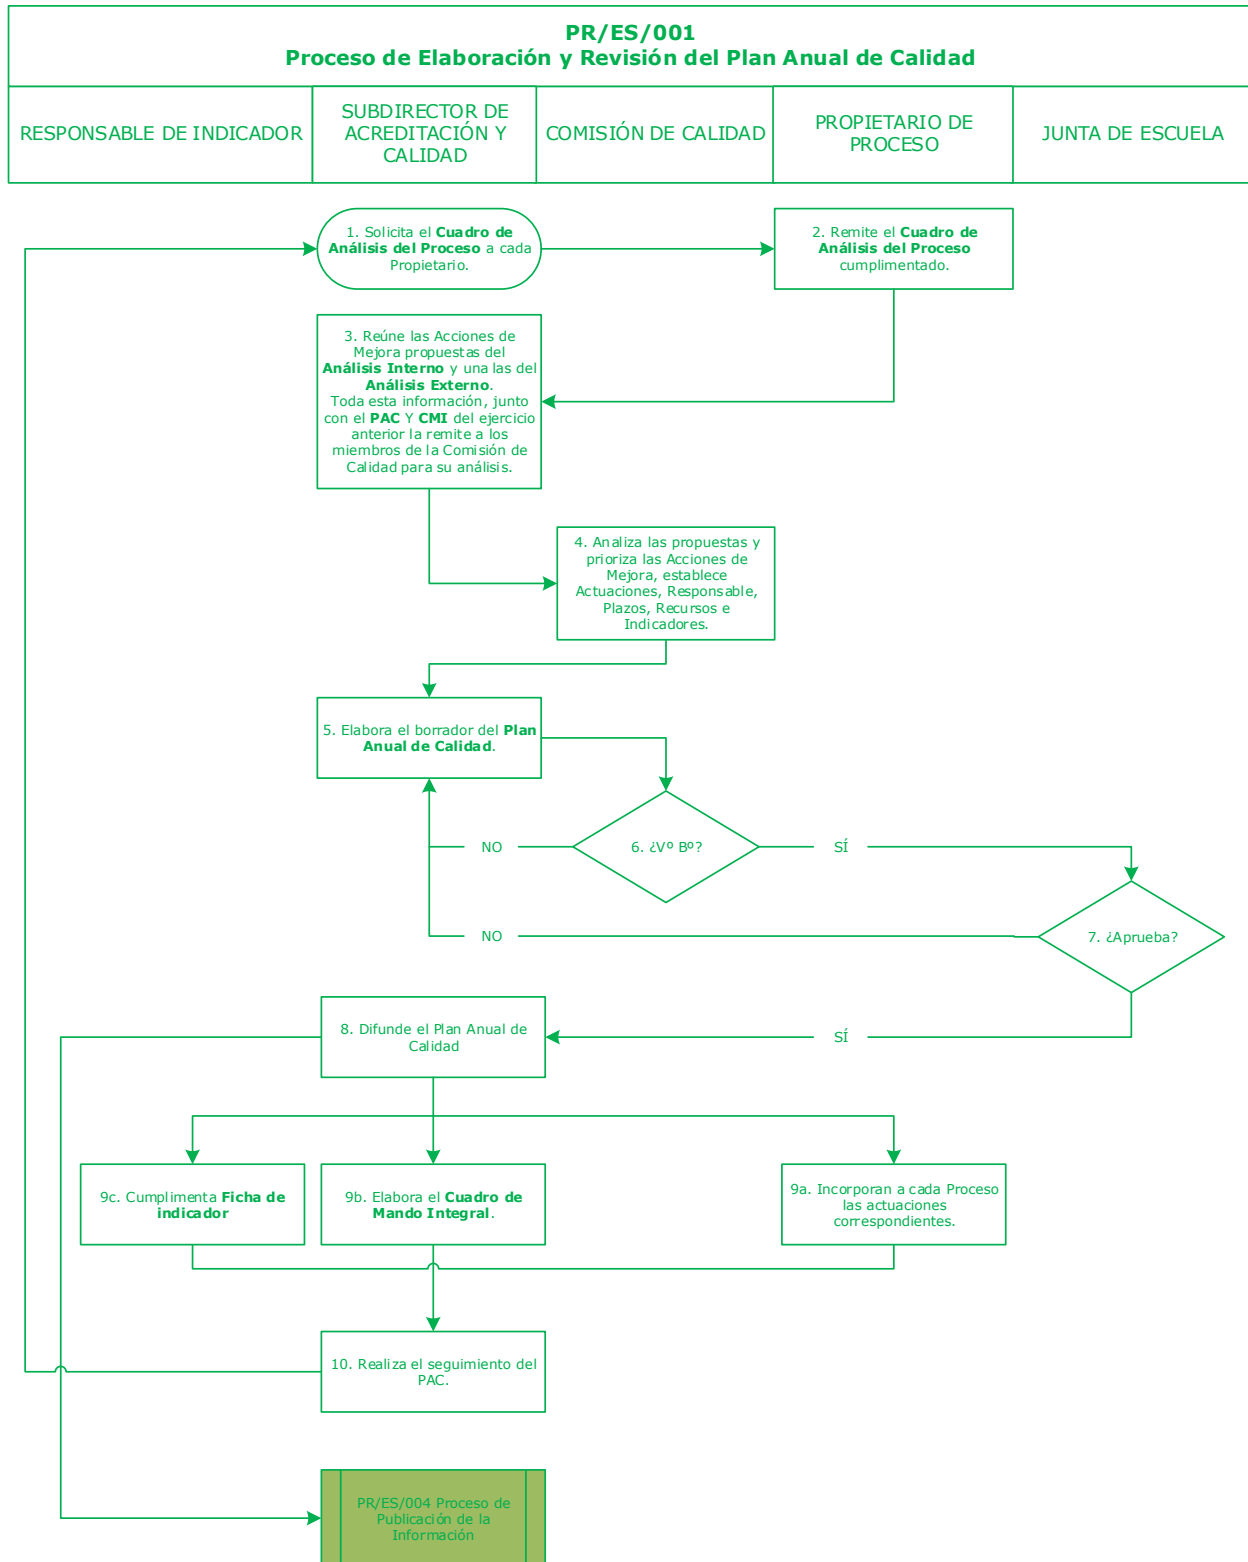 PR/ES/001
Proceso de Elaboración y Revisión del Plan Anual de Calidad
RESPONSABLE DE INDICADOR
SUBDIRECTOR DE
ACREDITACIÓN Y
CALIDAD
COMISIÓN DE CALIDAD
PROPIETARIO DE
PROCESO
JUNTA DE ESCUELA
1. Solicita el Cuadro de
Análisis del Proceso a cada
Propietario.
2. Remite el Cuadro de
Análisis del Proceso
cumplimentado.
3. Reúne las Acciones de
Mejora propuestas del
Análisis Interno y una las del
Análisis Externo.
Toda esta información, junto
con el PAC Y CMI del ejercicio
anterior la remite a los
miembros de la Comisión de
Calidad para su análisis.
4. Analiza las propuestas y
prioriza las Acciones de
Mejora, establece
Actuaciones, Responsable,
Plazos, Recursos e
Indicadores.
5. Elabora el borrador del Plan
Anual de Calidad.
NO
6. ¿Vº Bº?
SÍ
NO
7. ¿Aprueba?
8. Difunde el Plan Anual de
Calidad
SÍ
9c. Cumplimenta Ficha de
indicador
9b. Elabora el Cuadro de
Mando Integral.
9a. Incorporan a cada Proceso
las actuaciones
correspondientes.
10. Realiza el seguimiento del
PAC.
PR/ES/004 Proceso de
Publicación de la
Información